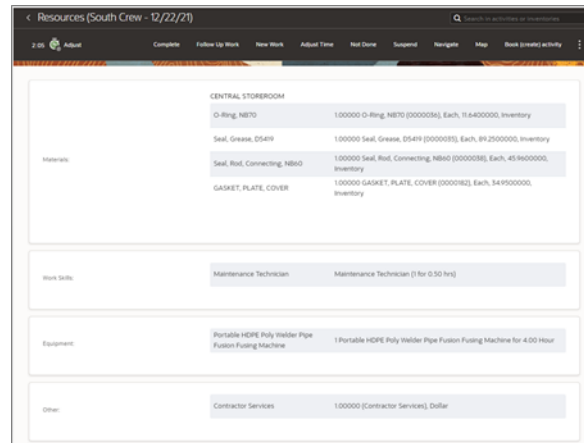 < Resources (South Crew - 12/22/21)
Search in activities or inventories
2:05 Adjust Complete Follow Up Work New Work Adjust Time Not Done Suspend Navigate Map Book (create) activity
CENTRAL STOREROOM
O-Ring, NB70 1.00000 O-Ring, NB70 (0000036), Each, 11.6400000, Inventory
Seal, Grease, D5419 1.00000 Seal, Grease, D5419 (0000035), Each, 89.2500000, Inventory
Materials:
Seal, Rod, Connecting, NB60 1.00000 Seal, Rod, Connecting, NB60 (0000038), Each, 45.9600000,
Inventory
GASKET, PLATE, COVER 1.00000 GASKET, PLATE, COVER (0000182), Each, 34.9500000,
Inventory
Work Skills: Maintenance Technician Maintenance Technician (1 for 0.50 hrs)
Portable HDPE Poly Welder Pipe
Equipment: Fusion Fusing Machine 1 Portable HDPE Poly Welder Pipe Fusion Fusing Machine for 4.00 Hour
Other: Contractor Services 1.00000 (Contractor Services), Dollar